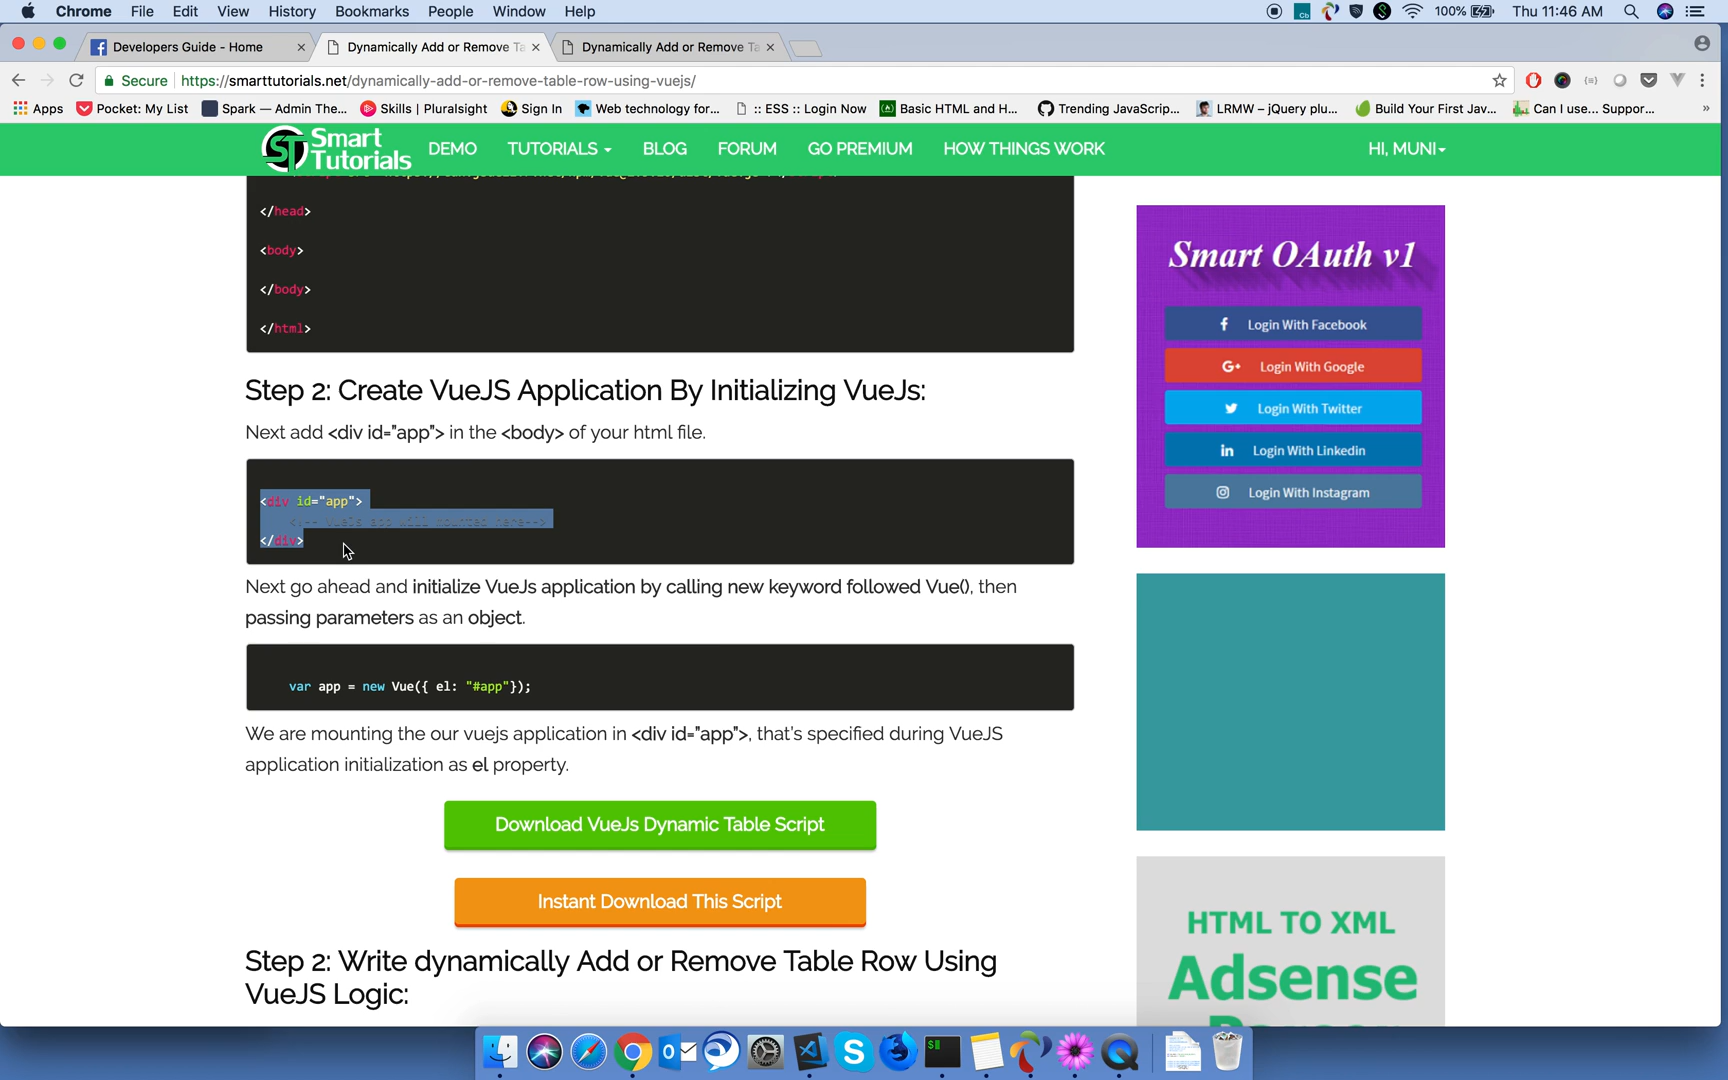 Chrome File Edit View History Bookmarks People Window Help
100% Thu 11:46 AM
Developers Guide - Home
Dynamically Add or Remove Ta
Dynamically Add or Remove Ta
Secure https://smarttutorials.net/dynamically-add-or-remove-table-row-using-vuejs/
Apps Pocket: My List Spark — Admin The... Skills | Pluralsight Sign In Web technology for... :: ESS :: Login Now Basic HTML and H... Trending JavaScrip... LRMW – jQuery plu... Build Your First Jav... Can I use... Suppor... »
ST Smart Tutorials
DEMO TUTORIALS BLOG FORUM GO PREMIUM HOW THINGS WORK HI, MUNI
</head>
<body>
</body>
</html>
Step 2: Create VueJS Application By Initializing VueJs:
Next add <div id="app"> in the <body> of your html file.
<div id="app">
<!-- vueJs app will mounted here-->
</div>
Next go ahead and initialize VueJs application by calling new keyword followed Vue(), then
passing parameters as an object.
var app = new Vue({ el: "#app"});
We are mounting the our vuejs application in <div id="app">, that's specified during VueJS
application initialization as el property.
Download VueJs Dynamic Table Script
Instant Download This Script
Step 2: Write dynamically Add or Remove Table Row Using
VueJS Logic:
Smart OAuth v1
Login With Facebook
Login With Google
Login With Twitter
Login With Linkedin
Login With Instagram
HTML TO XML
Adsense